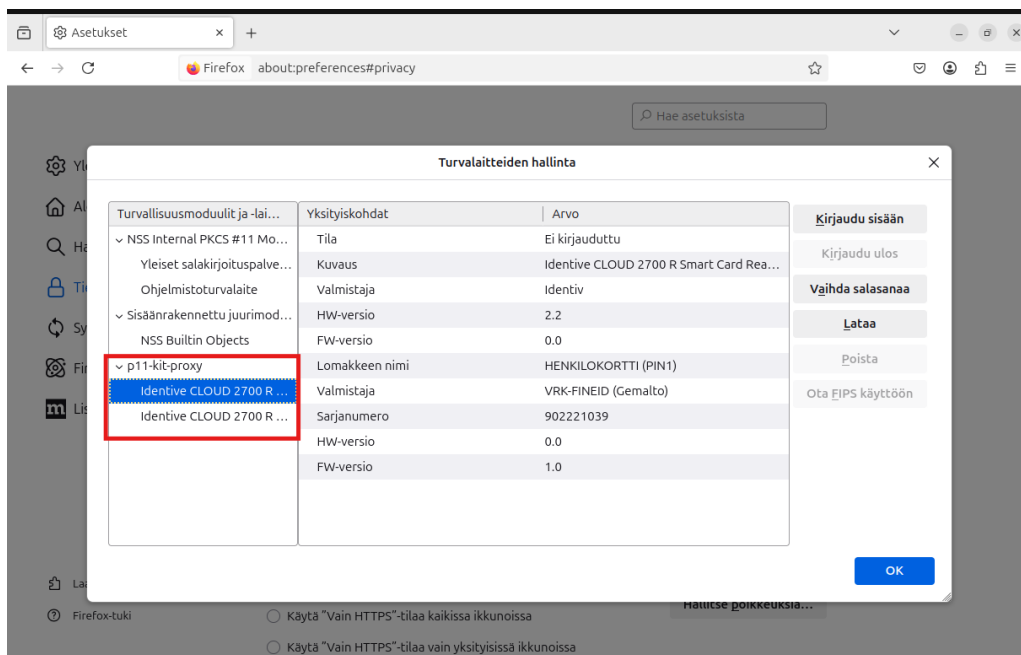 Asetukset
Firefox about:preferences#privacy
Hae asetuksista
Turvalaitteiden hallinta
Turvallisuusmoduulit ja -lai…
Yksityiskohdat
Arvo
NSS Internal PKCS #11 Mo…
Yleiset salakirjoituspalve…
Ohjelmistoturvalaite
Sisäänrakennettu juurimod…
NSS Builtin Objects
p11-kit-proxy
Identive CLOUD 2700 R …
Identive CLOUD 2700 R …
Tila Ei kirjauduttu
Kuvaus Identive CLOUD 2700 R Smart Card Rea…
Valmistaja Identiv
HW-versio 2.2
FW-versio 0.0
Lomakkeen nimi HENKILOKORTTI (PIN1)
Valmistaja VRK-FINEID (Gemalto)
Sarjanumero 902221039
HW-versio 0.0
FW-versio 1.0
Kirjaudu sisään
Kirjaudu ulos
Vaihda salasanaa
Lataa
Poista
Ota FIPS käyttöön
OK
Firefox-tuki
Hallitse poikkeuksia…
Käytä ”Vain HTTPS”-tilaa kaikissa ikkunoissa
Käytä ”Vain HTTPS”-tilaa vain yksityisissä ikkunoissa